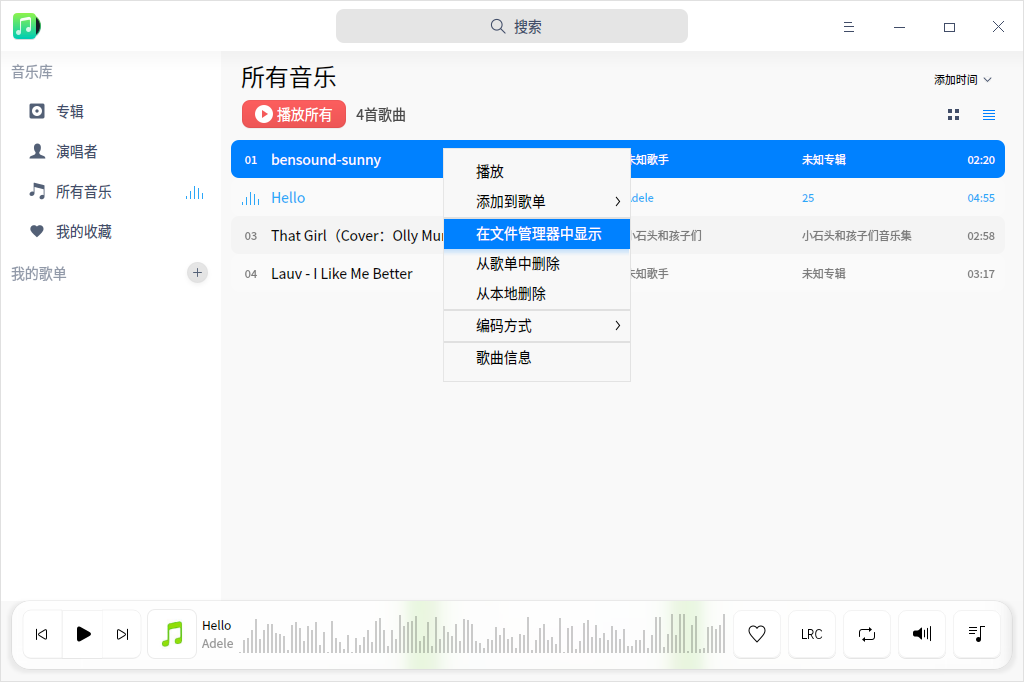 搜索
音乐库
专辑
演唱者
所有音乐
我的收藏
我的歌单
所有音乐
添加时间
播放所有 4首歌曲
01 bensound-sunny 未知歌手 未知专辑 02:20
Hello Adele 25 04:55
03 That Girl（Cover：Olly Mur 小石头和孩子们 小石头和孩子们音乐集 02:58
04 Lauv - I Like Me Better 未知歌手 未知专辑 03:17
播放
添加到歌单
在文件管理器中显示
从歌单中删除
从本地删除
编码方式
歌曲信息
Hello
Adele
LRC